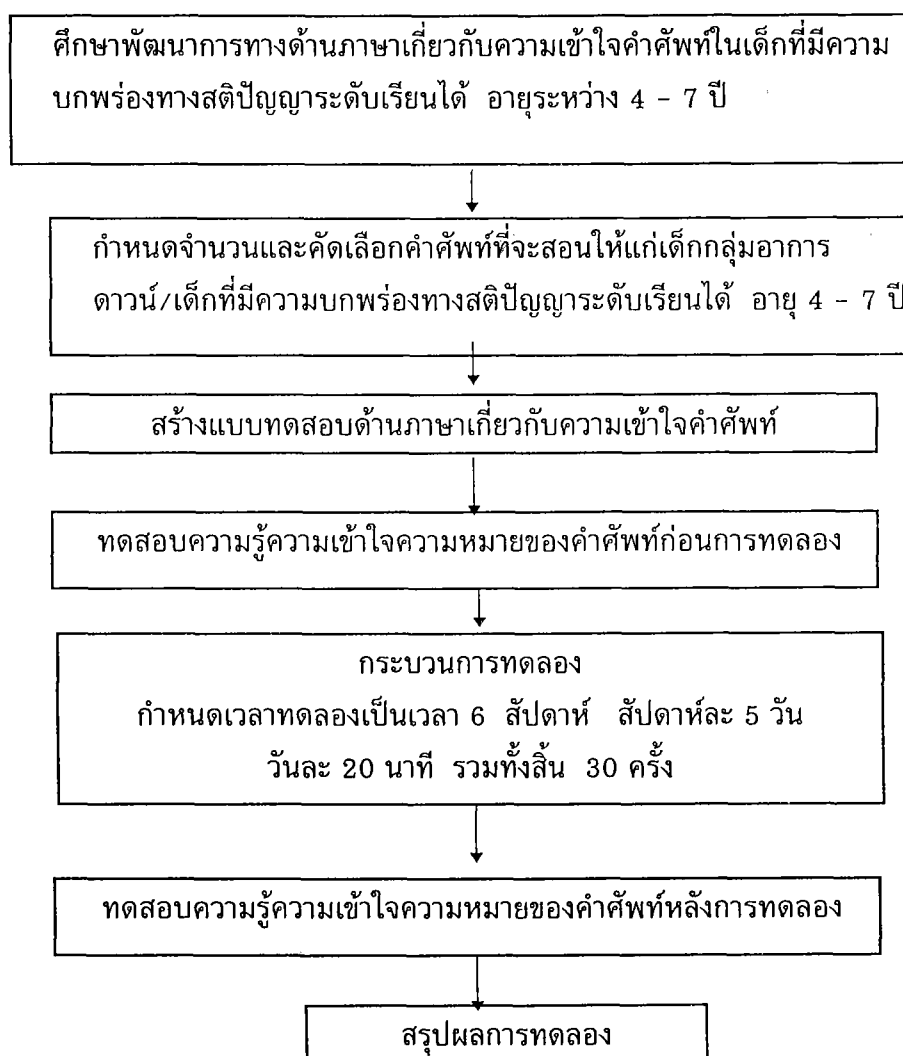 ศึกษาพัฒนาการทางด้านภาษาเกี่ยวกับความเข้าใจคำศัพท์ในเด็กที่มีความ
บกพร่องทางสติปัญญาระดับเรียนได้ อายุระหว่าง 4 - 7 ปี
กำหนดจำนวนและคัดเลือกคำศัพท์ที่จะสอนให้แก่เด็กกลุ่มอาการ
ดาวน์/เด็กที่มีความบกพร่องทางสติปัญญาระดับเรียนได้ อายุ 4 - 7 ปี
สร้างแบบทดสอบด้านภาษาเกี่ยวกับความเข้าใจคำศัพท์
ทดสอบความรู้ความเข้าใจความหมายของคำศัพท์ก่อนการทดลอง
กระบวนการทดลอง
กำหนดเวลาทดลองเป็นเวลา 6 สัปดาห์ สัปดาห์ละ 5 วัน
วันละ 20 นาที รวมทั้งสิ้น 30 ครั้ง
ทดสอบความรู้ความเข้าใจความหมายของคำศัพท์หลังการทดลอง
สรุปผลการทดลอง